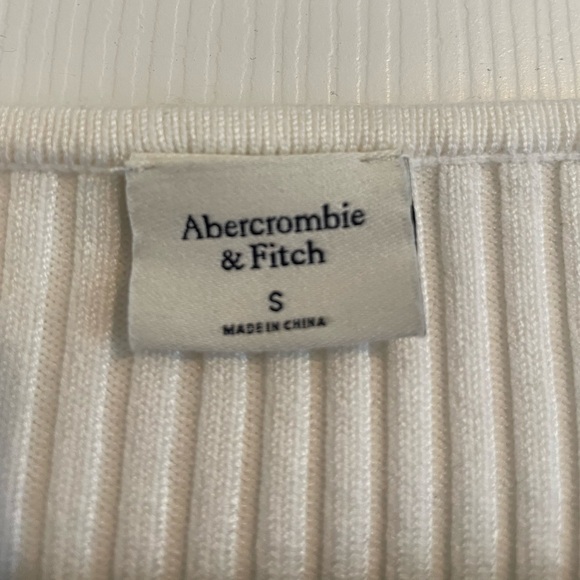 Abercrombie
& Fitch
S
MADE IN CHINA